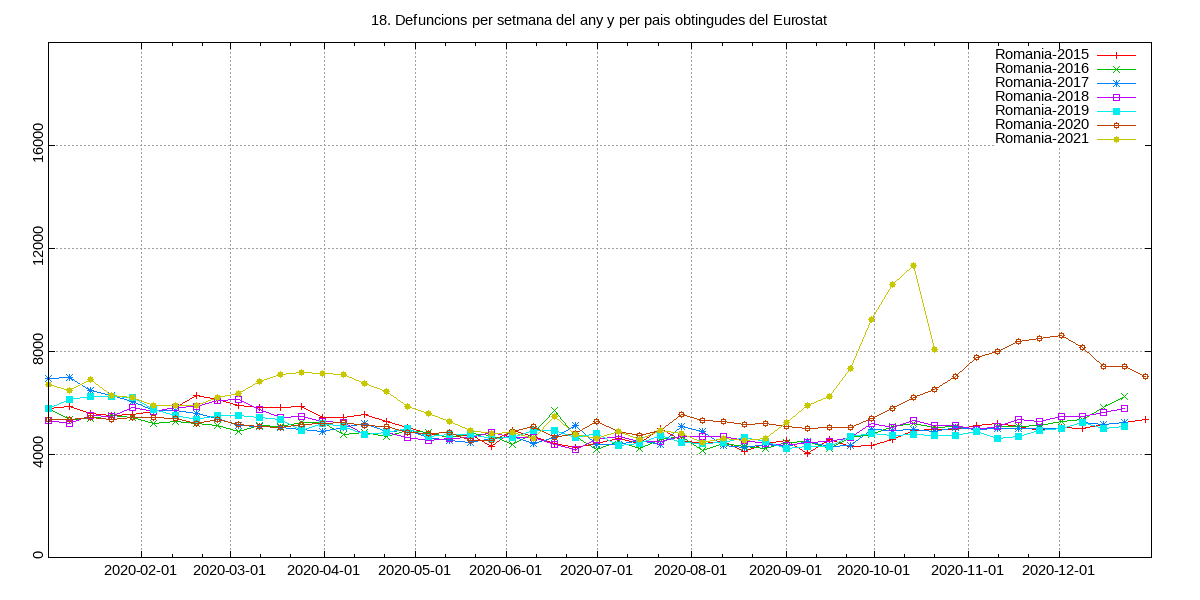 18. Defuncions per setmana del any y per pais obtingudes del Eurostat
Romania-2015
Romania-2016
Romania-2017
Romania-2018
Romania-2019
Romania-2020
Romania-2021
16000
12000
8000
4000
0
2020-02-01 2020-03-01 2020-04-01 2020-05-01 2020-06-01 2020-07-01 2020-08-01 2020-09-01 2020-10-01 2020-11-01 2020-12-01